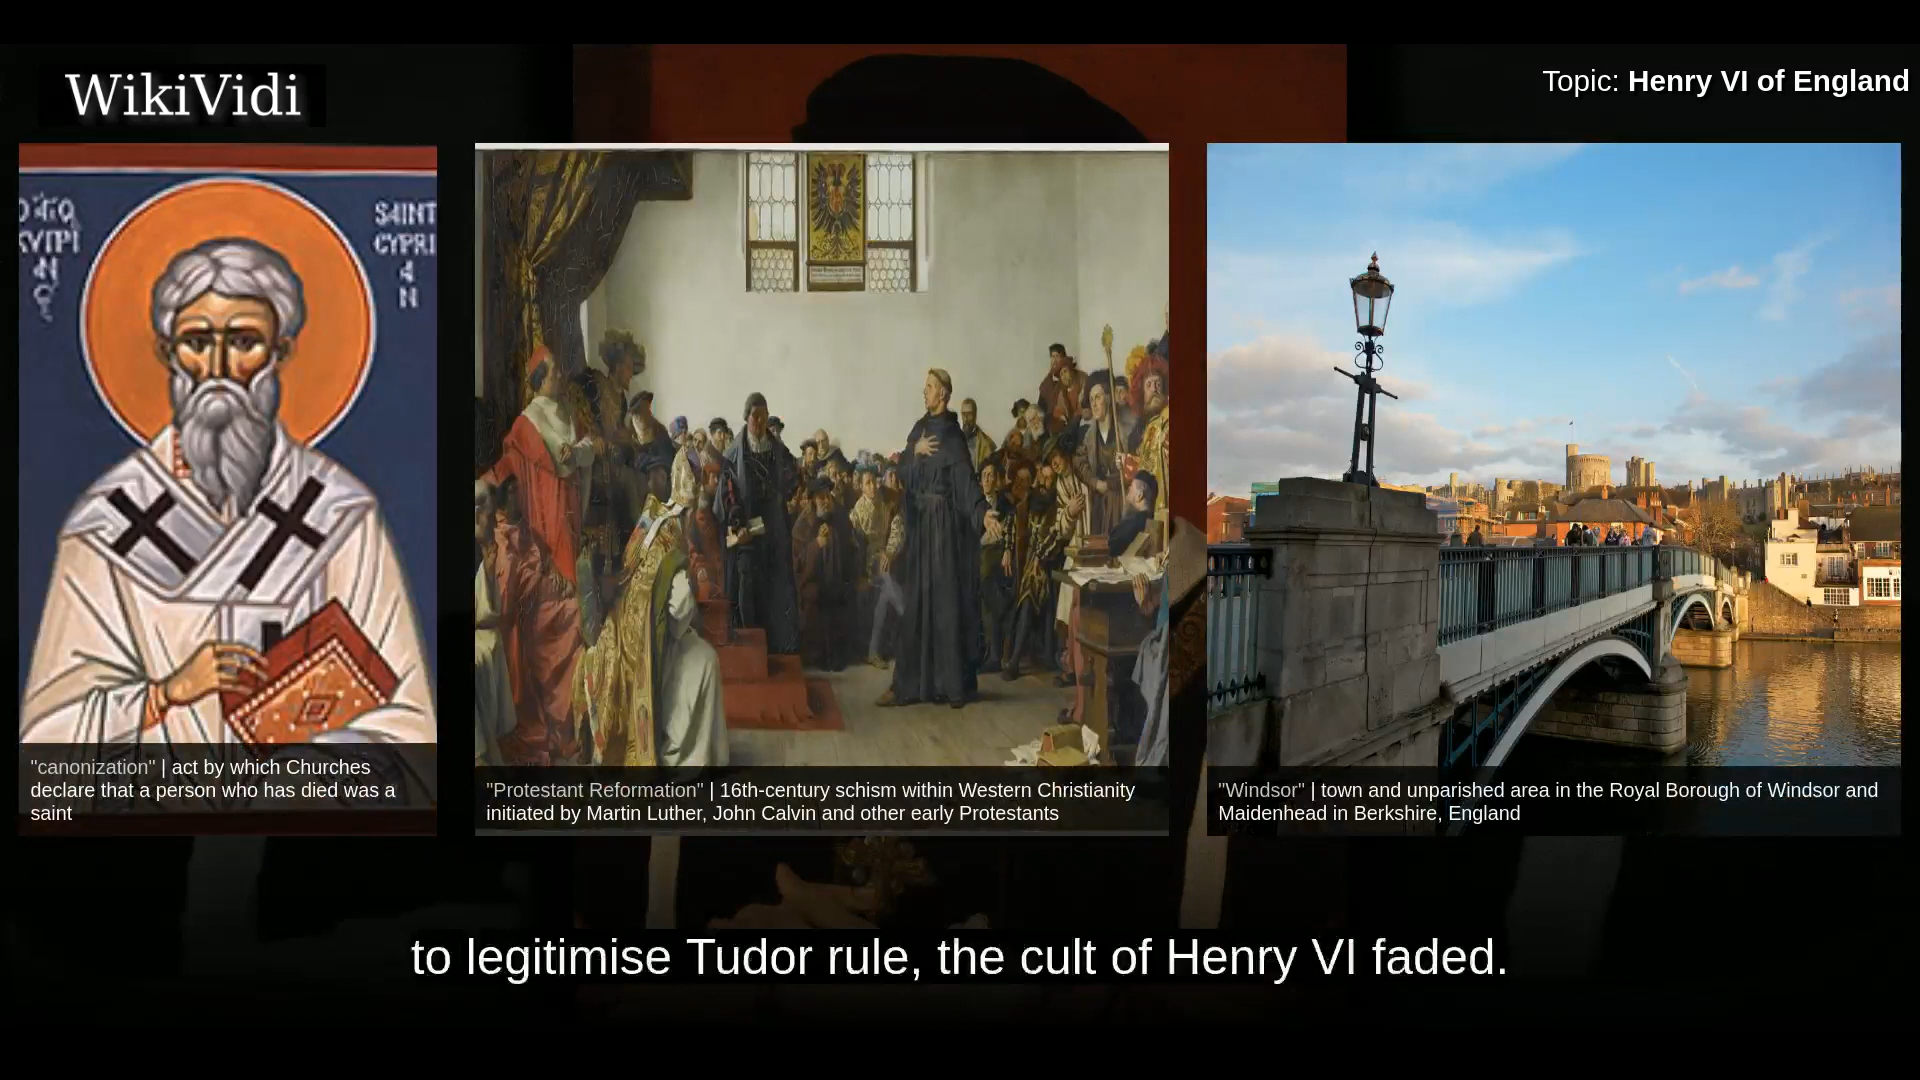 WikiVidi
Topic: Henry VI of England
SAINT
CYPRI
A
N
"canonization" | act by which Churches
declare that a person who has died was a
saint
"Protestant Reformation" | 16th-century schism within Western Christianity
initiated by Martin Luther, John Calvin and other early Protestants
"Windsor" | town and unparished area in the Royal Borough of Windsor and
Maidenhead in Berkshire, England
to legitimise Tudor rule, the cult of Henry VI faded.